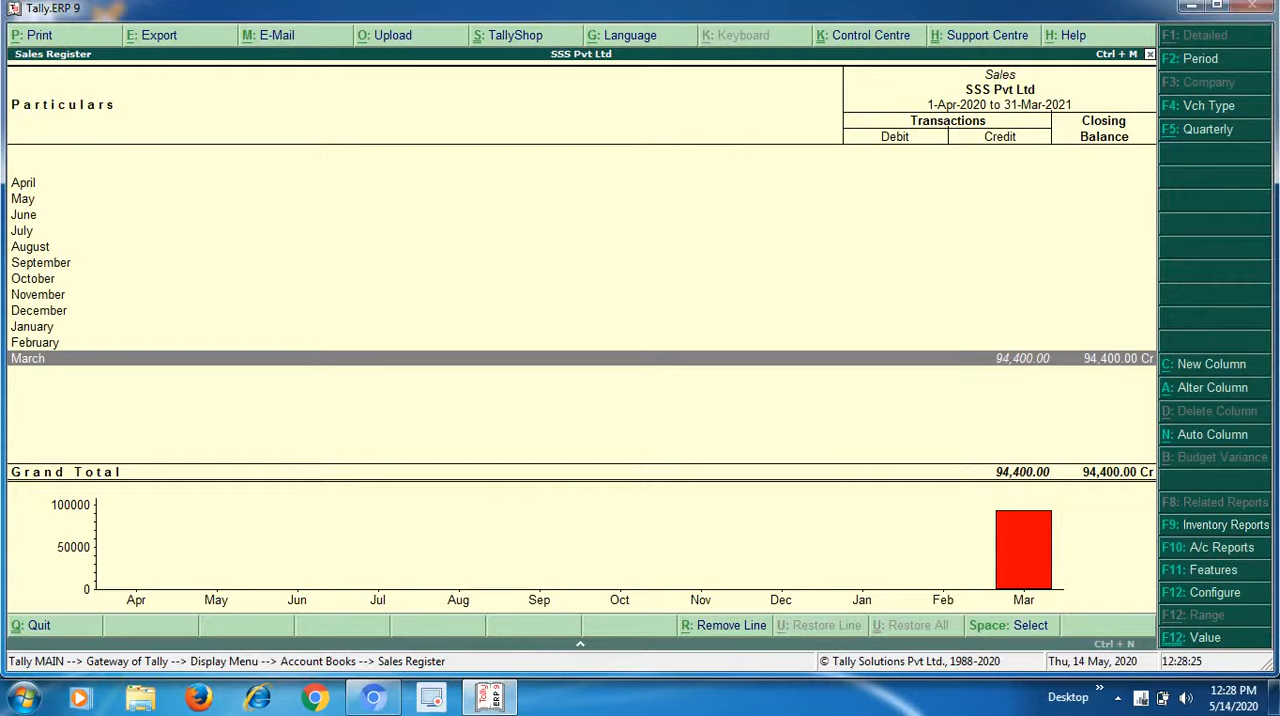 Tally.ERP 9
P: Print E: Export M: E-Mail O: Upload S: TallyShop G: Language K: Keyboard K: Control Centre H: Support Centre H: Help
Sales Register SSS Pvt Ltd Ctrl + M
Particulars
Sales
SSS Pvt Ltd
1-Apr-2020 to 31-Mar-2021
Transactions Closing
Debit Credit Balance
April
May
June
July
August
September
October
November
December
January
February
March 94,400.00 94,400.00 Cr
Grand Total 94,400.00 94,400.00 Cr
100000
50000
0
Apr May Jun Jul Aug Sep Oct Nov Dec Jan Feb Mar
F1: Detailed
F2: Period
F3: Company
F4: Vch Type
F5: Quarterly
C: New Column
A: Alter Column
D: Delete Column
N: Auto Column
B: Budget Variance
F8: Related Reports
F9: Inventory Reports
F10: A/c Reports
F11: Features
F12: Configure
F12: Range
F12: Value
Q: Quit R: Remove Line U: Restore Line U: Restore All Space: Select
Ctrl + N
Tally MAIN --> Gateway of Tally --> Display Menu --> Account Books --> Sales Register © Tally Solutions Pvt Ltd., 1988-2020 Thu, 14 May, 2020 12:28:25
Tally ERP 9
Desktop » 12:28 PM
5/14/2020